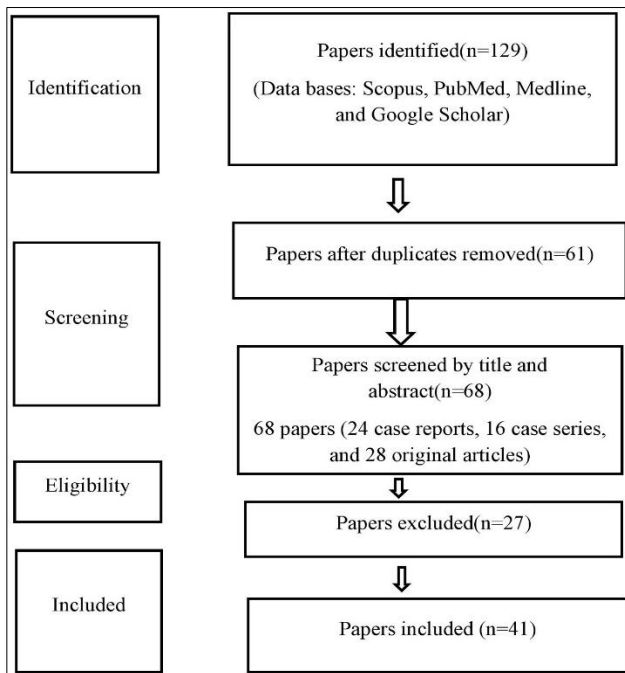 Identification
Papers identified(n=129)
(Data bases: Scopus, PubMed, Medline,
and Google Scholar)
Screening
Papers after duplicates removed(n=61)
Papers screened by title and
abstract(n=68)
68 papers (24 case reports, 16 case series,
and 28 original articles)
Eligibility
Papers excluded(n=27)
Included
Papers included (n=41)